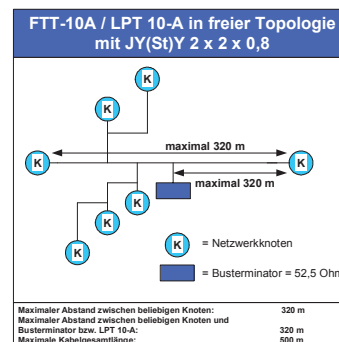 FTT-10A / LPT 10-A in freier Topologie
mit JY(St)Y 2 x 2 x 0,8
K
K
maximal 320 m
K
K
maximal 320 m
K
K
K
K
= Netzwerkknoten
= Busterminator = 52,5 Ohm
Maximaler Abstand zwischen beliebigen Knoten: 320 m
Maximaler Abstand zwischen beliebigen Knoten und
Busterminator bzw. LPT 10-A: 320 m
Maximale Kabelgesamtlänge: 500 m